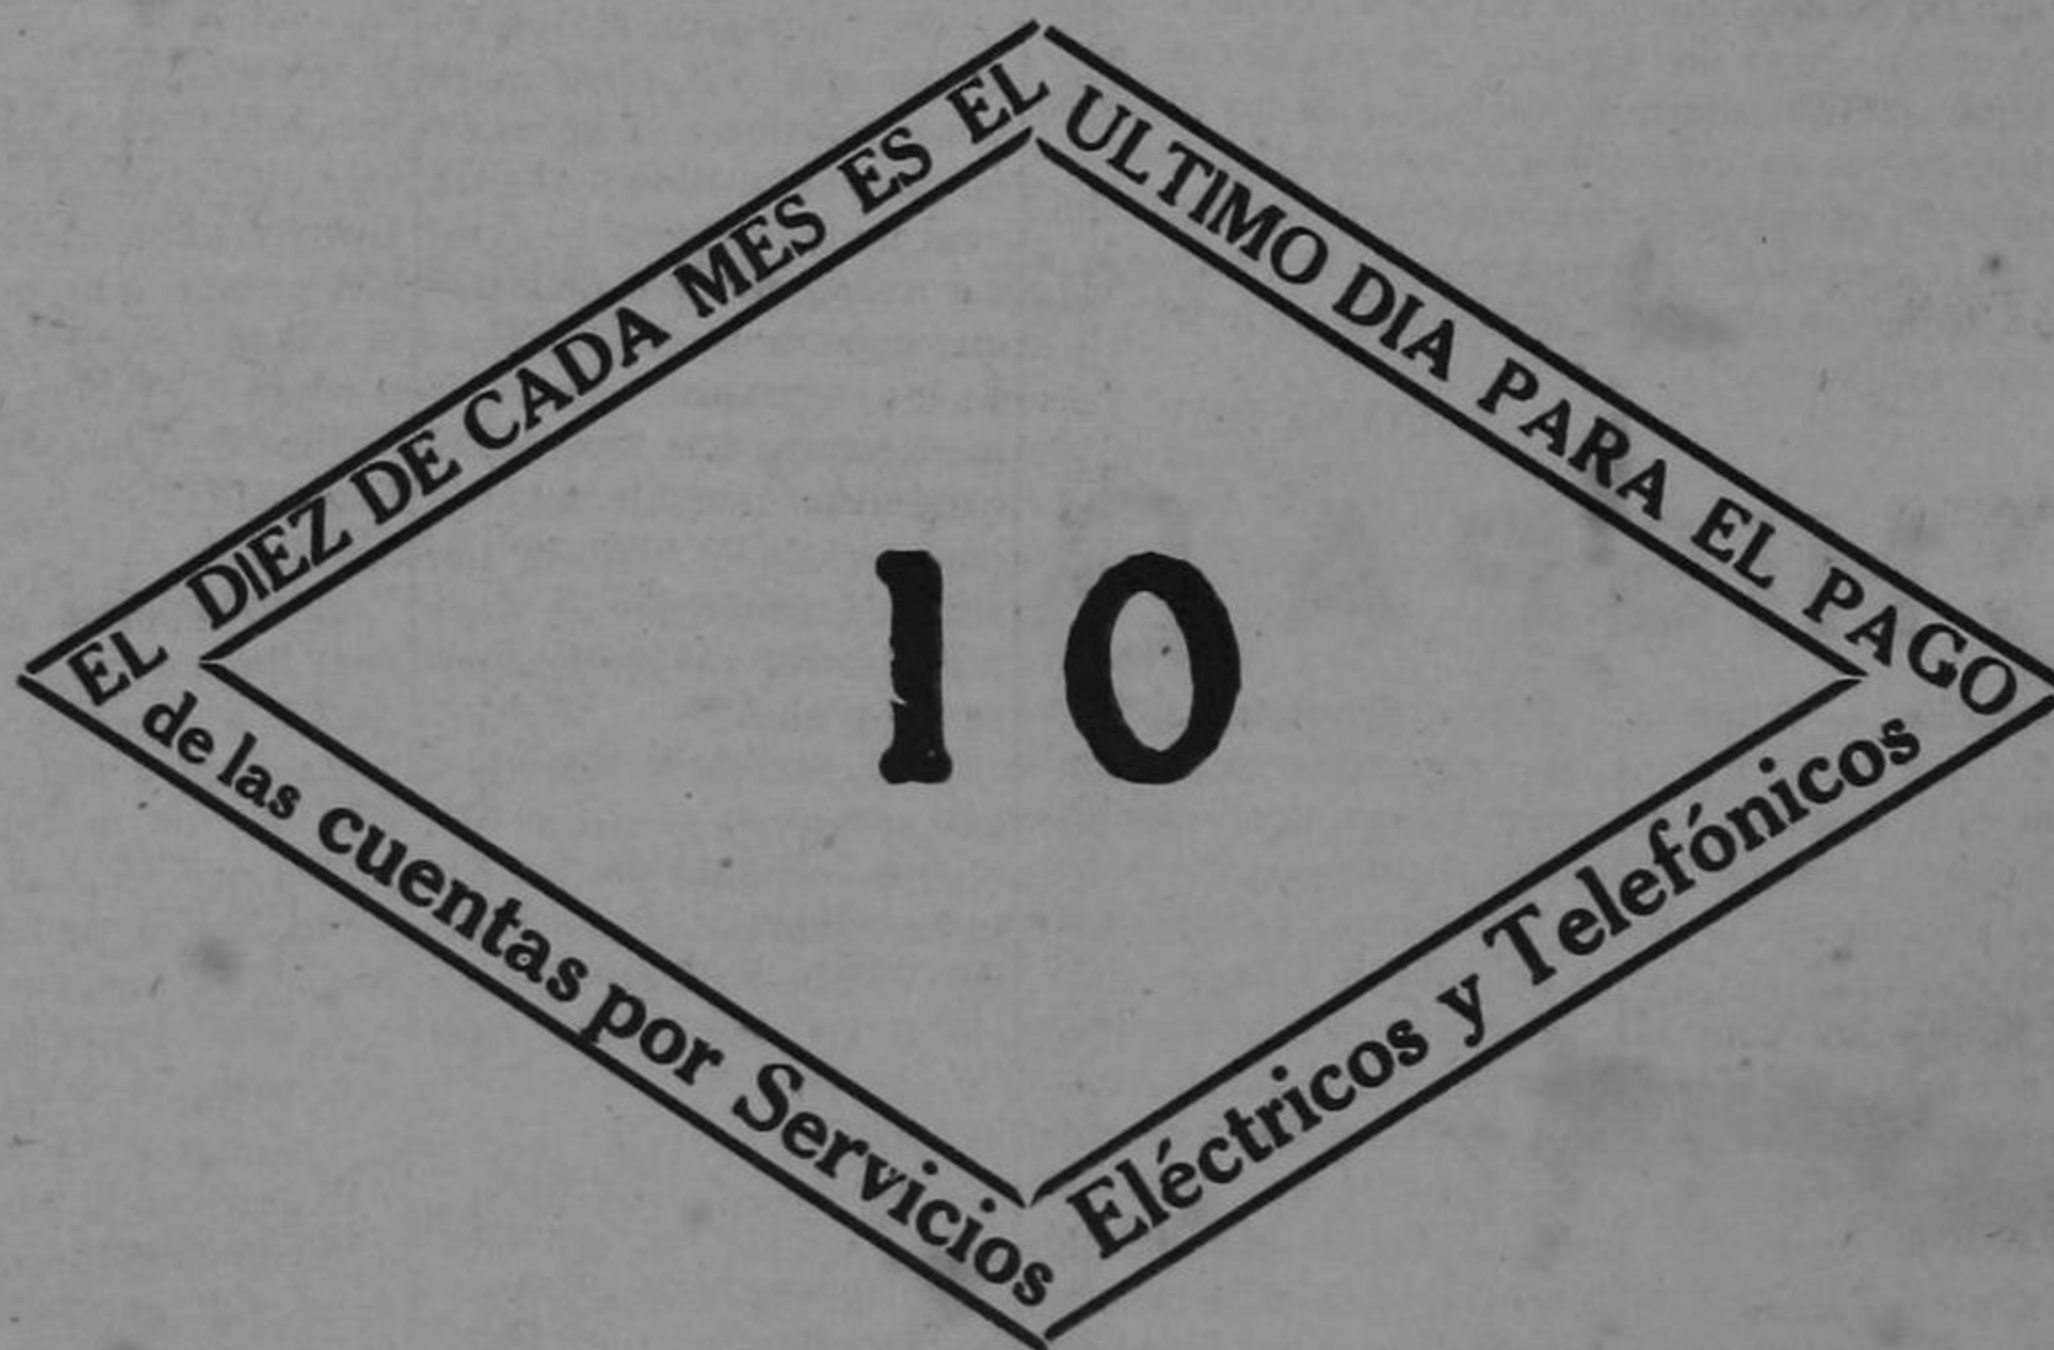 EL DIEZ DE CADA MES ES EL
ULTIMO DIA PARA EL PAGO
de las cuentas por Servicios
Eléctricos y Telefónicos
10